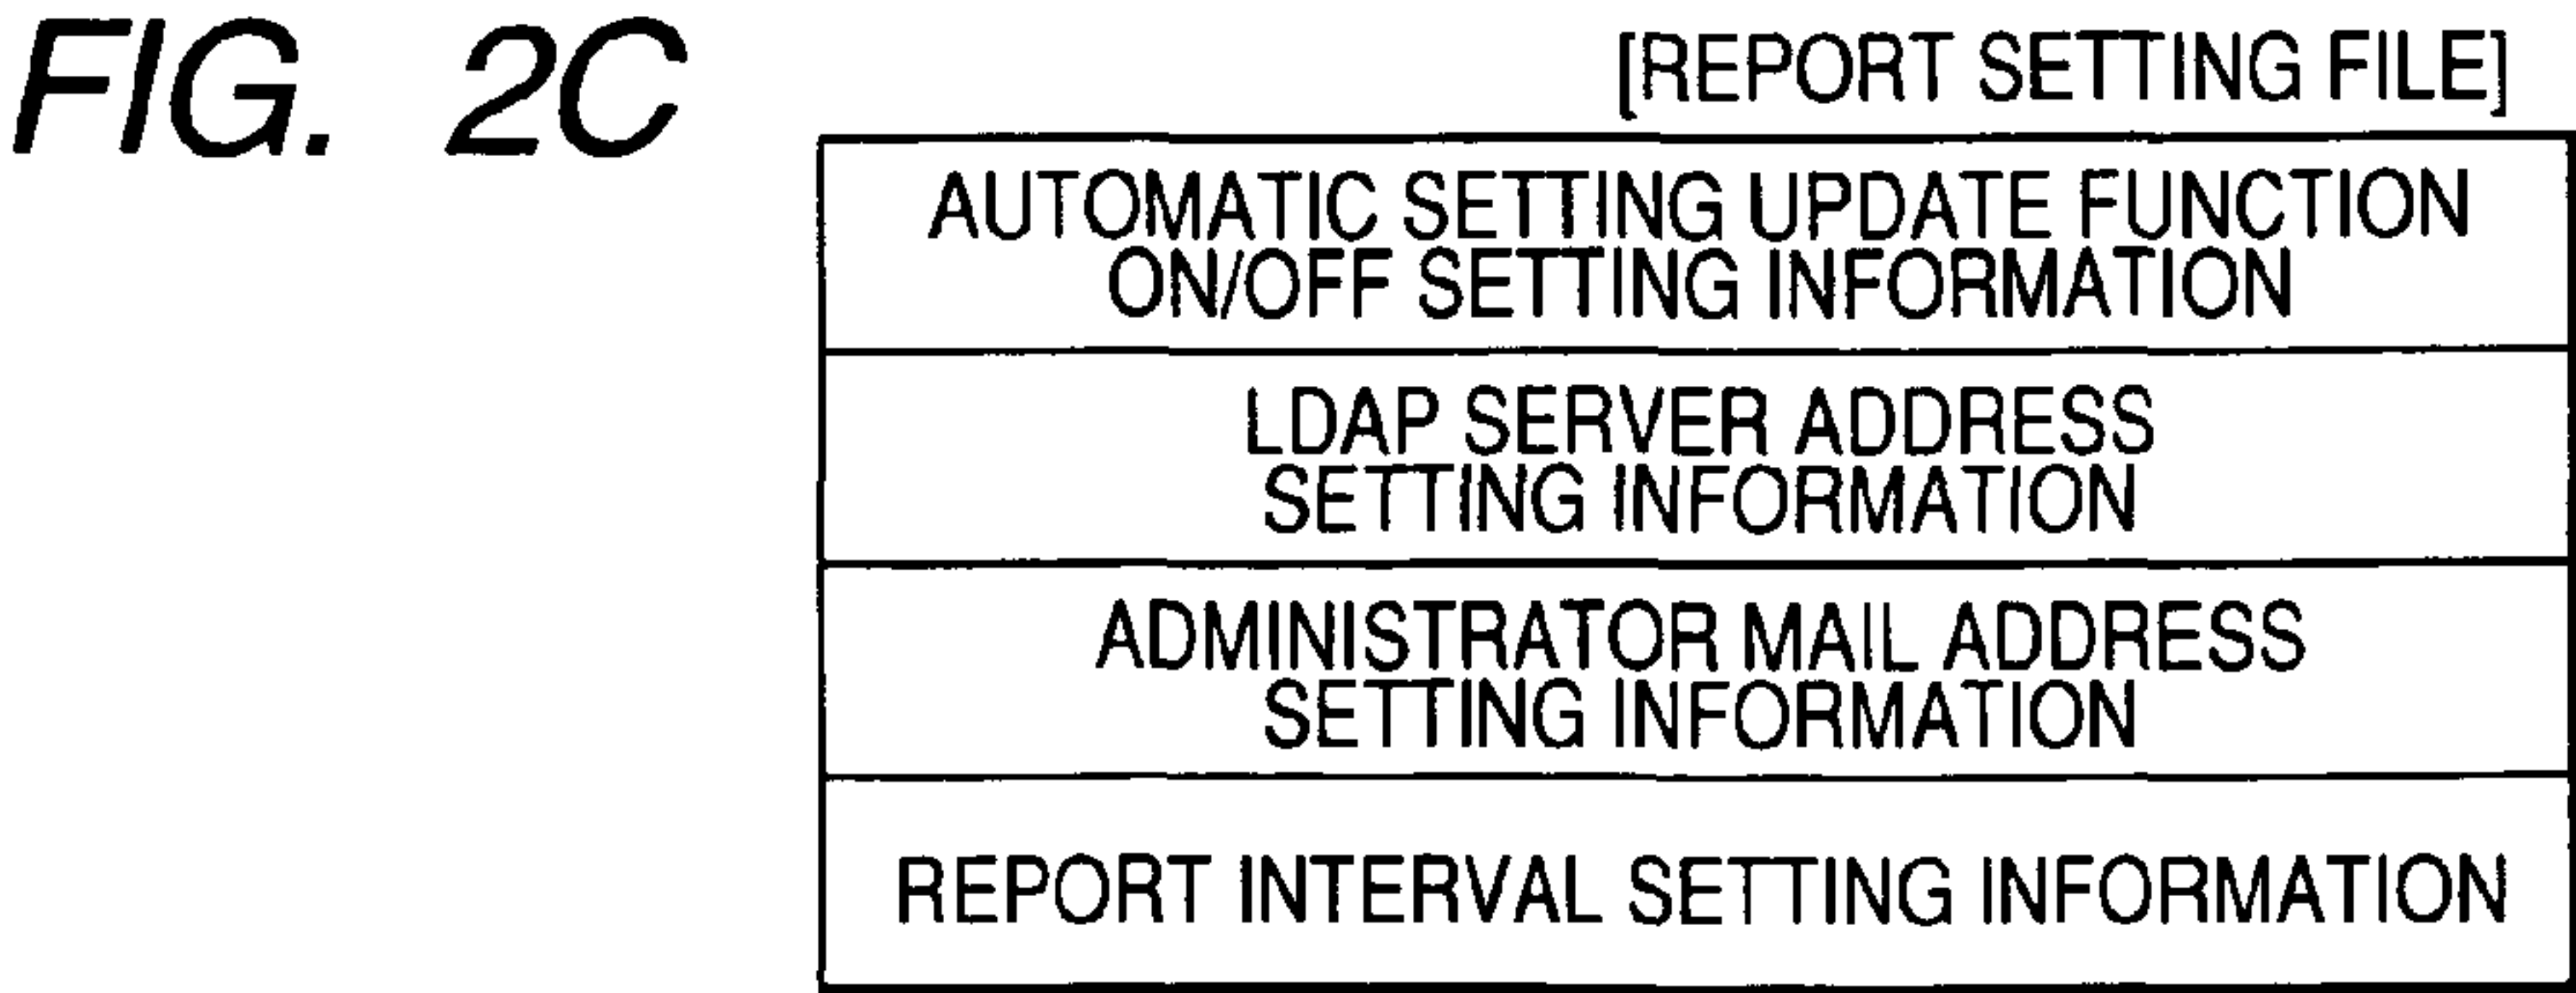 FIG. 2C
[REPORT SETTING FILE]
AUTOMATIC SETTING UPDATE FUNCTION
ON/OFF SETTING INFORMATION
LDAP SERVER ADDRESS
SETTING INFORMATION
ADMINISTRATOR MAIL ADDRESS
SETTING INFORMATION
REPORT INTERVAL SETTING INFORMATION